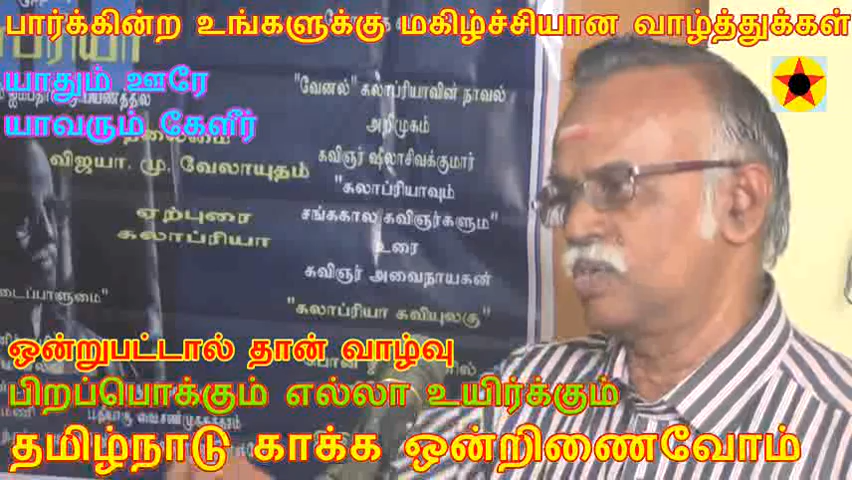 பார்க்கின்ற உங்களுக்கு மகிழ்ச்சியான வாழ்த்துக்கள்
யாதும் ஊரே
யாவரும் கேளீர்
தலைமை
விஜயா. மு. வேலாயுதம்
ஏற்புரை
கலாப்ரியா
"வேனல்" கலாப்ரியாவின் நாவல்
அறிமுகம்
கவிஞர் ஷீலாசிவக்குமார்
"கலாப்ரியாவும்
சங்ககால கவிஞர்களும்"
உரை
கவிஞர் அவைநாயகன்
"கலாப்ரியா கவியுலகு"
ஒன்றுபட்டால் தான் வாழ்வு
பிறப்பொக்கும் எல்லா உயிர்க்கும்
தமிழ்நாடு காக்க ஒன்றிணைவோம்